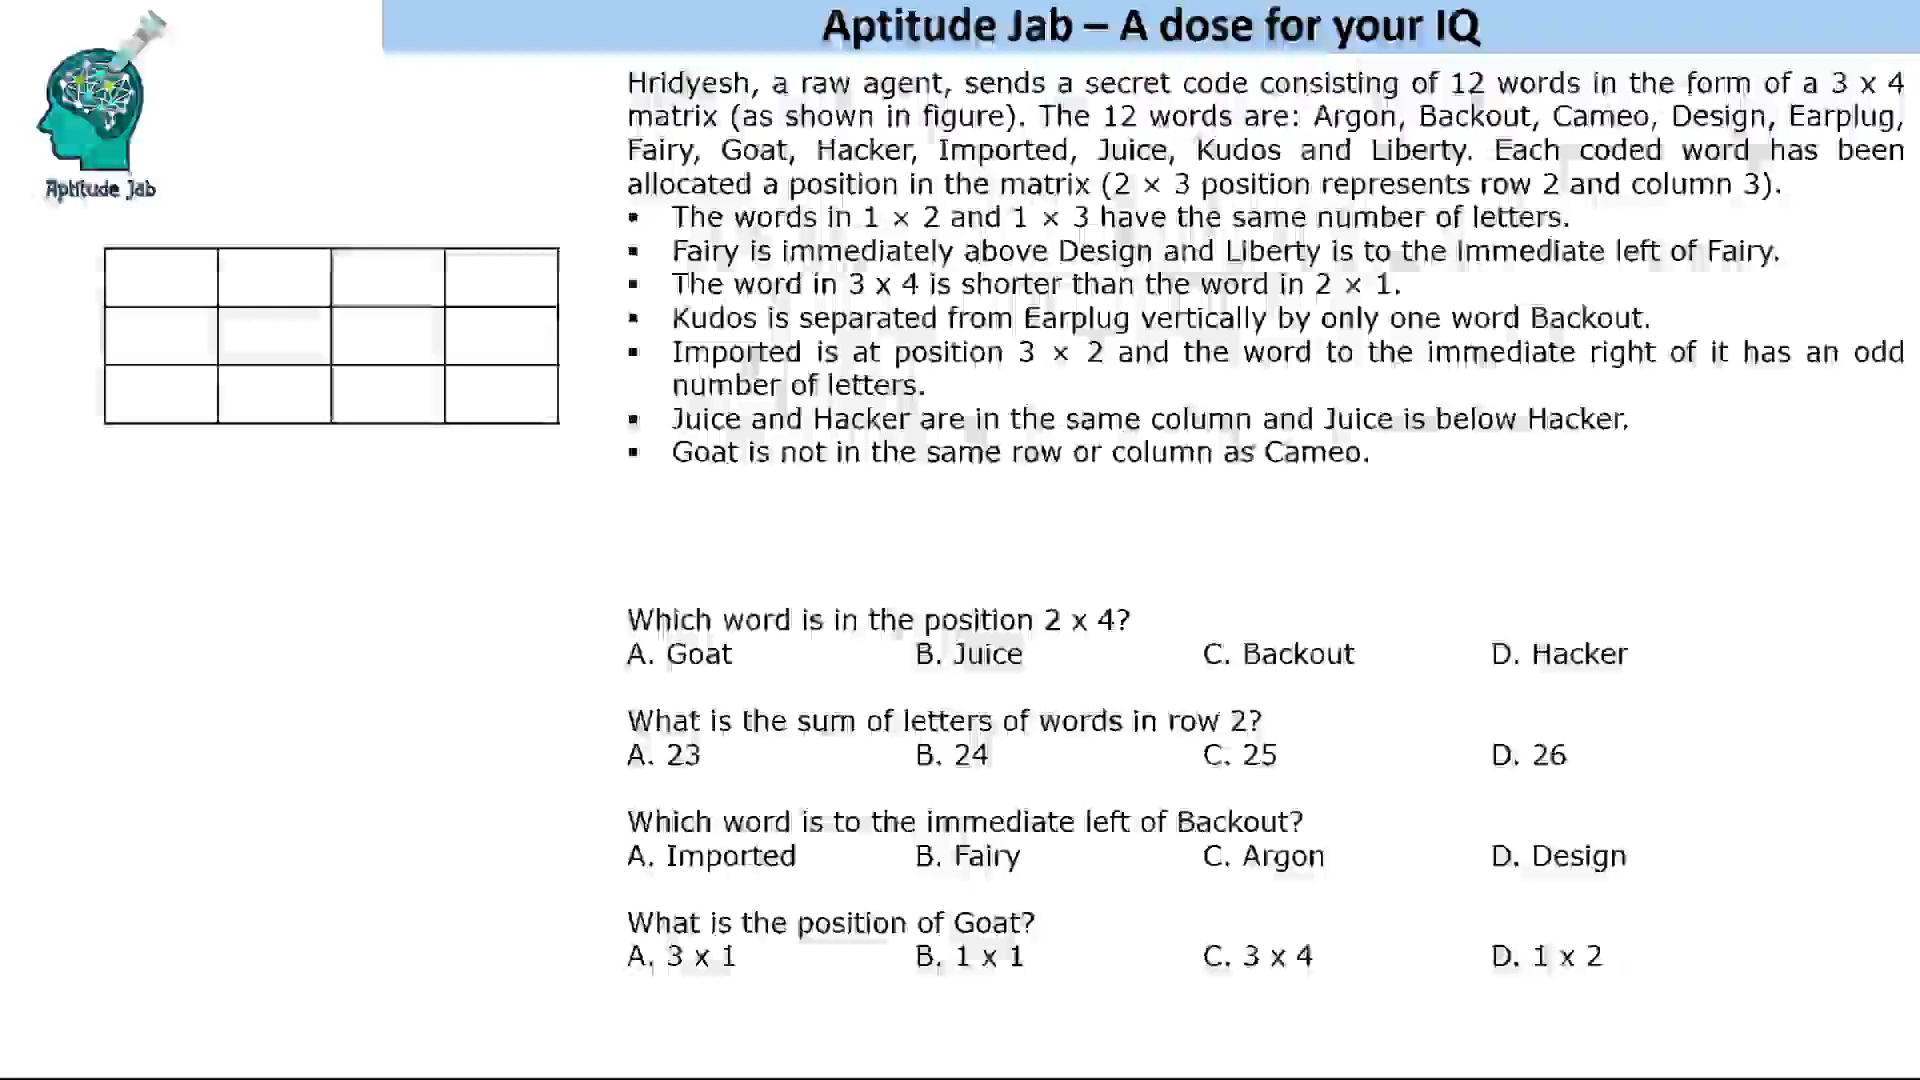 Aptitude Jab – A dose for your IQ
Aptitude Jab
Hridyesh, a raw agent, sends a secret code consisting of 12 words in the form of a 3 x 4
matrix (as shown in figure). The 12 words are: Argon, Backout, Cameo, Design, Earplug,
Fairy, Goat, Hacker, Imported, Juice, Kudos and Liberty. Each coded word has been
allocated a position in the matrix (2 × 3 position represents row 2 and column 3).
▪ The words in 1 × 2 and 1 × 3 have the same number of letters.
▪ Fairy is immediately above Design and Liberty is to the Immediate left of Fairy.
▪ The word in 3 x 4 is shorter than the word in 2 × 1.
▪ Kudos is separated from Earplug vertically by only one word Backout.
▪ Imported is at position 3 × 2 and the word to the immediate right of it has an odd
number of letters.
▪ Juice and Hacker are in the same column and Juice is below Hacker.
▪ Goat is not in the same row or column as Cameo.
Which word is in the position 2 x 4?
A. Goat B. Juice C. Backout D. Hacker
What is the sum of letters of words in row 2?
A. 23 B. 24 C. 25 D. 26
Which word is to the immediate left of Backout?
A. Imported B. Fairy C. Argon D. Design
What is the position of Goat?
A. 3 x 1 B. 1 x 1 C. 3 x 4 D. 1 x 2